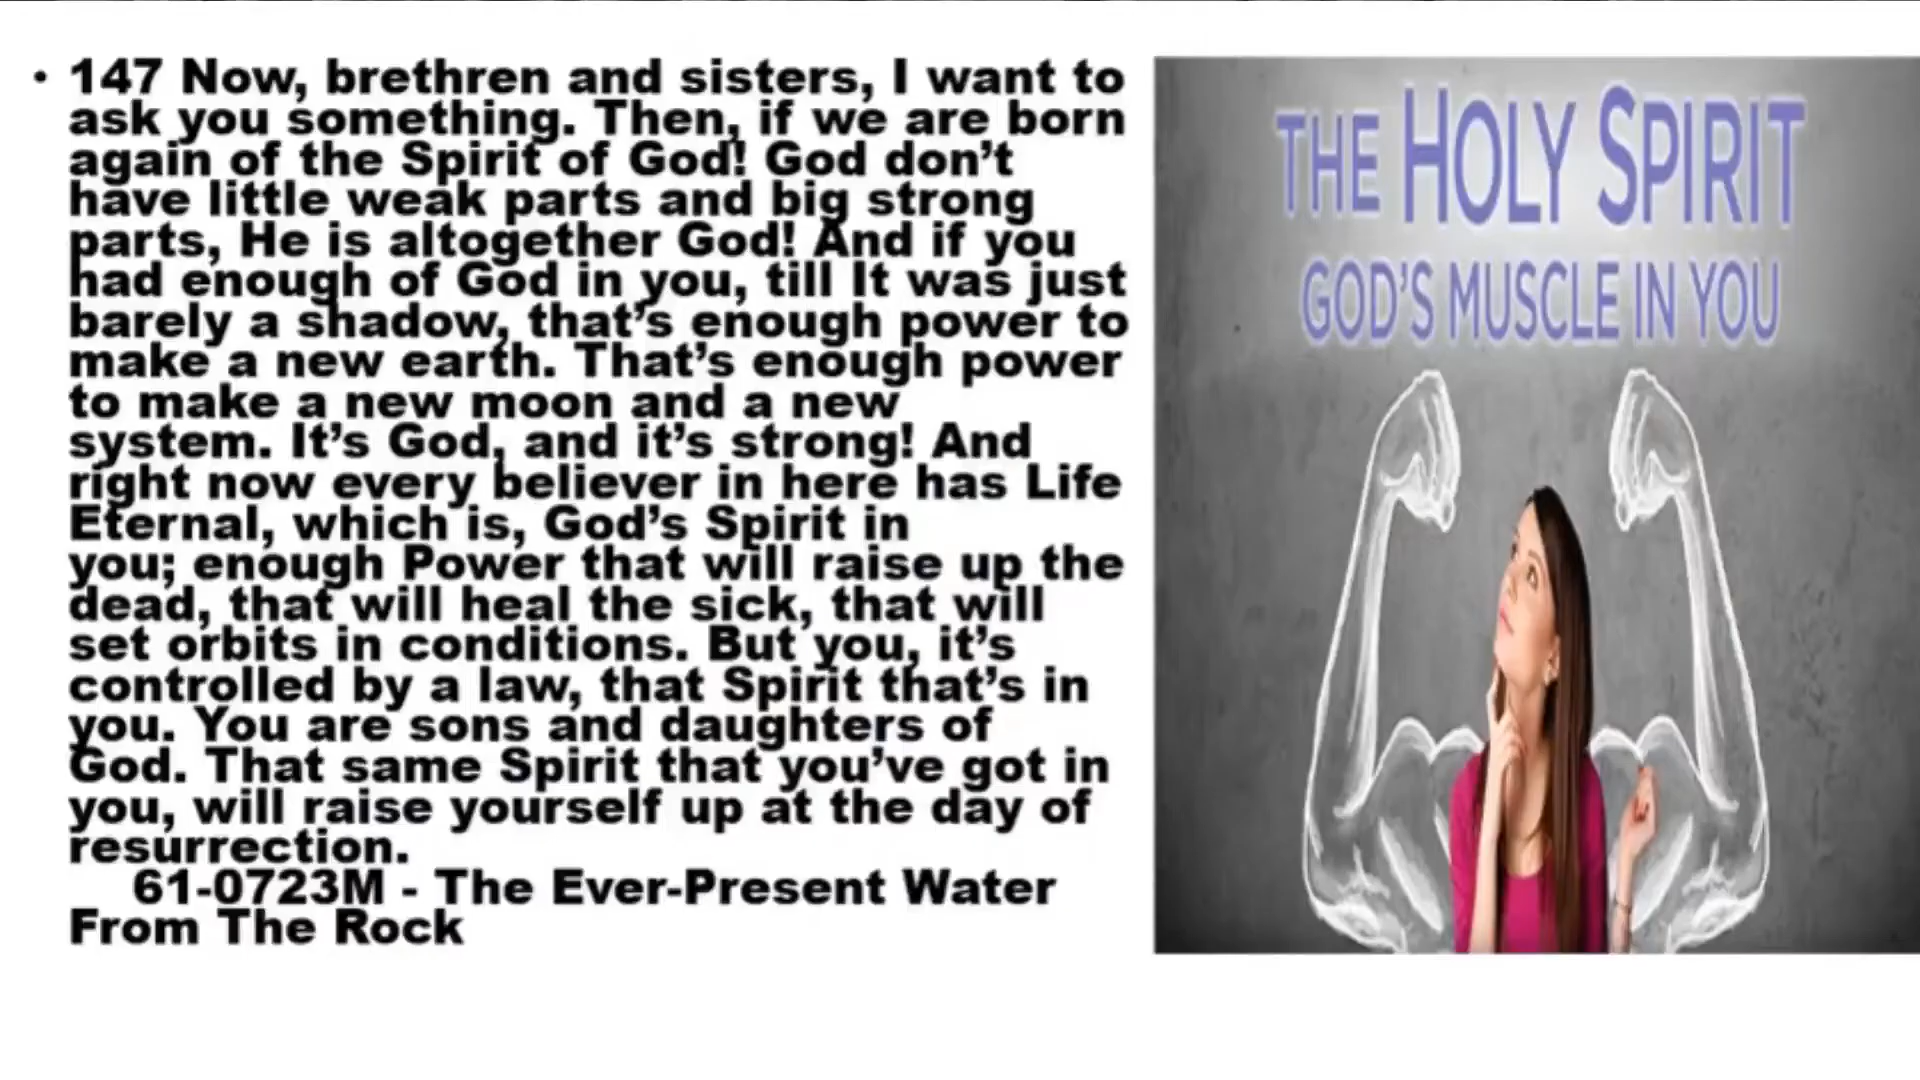 • 147 Now, brethren and sisters, I want to
ask you something. Then, if we are born
again of the Spirit of God! God don't
have little weak parts and big strong
parts, He is altogether God! And if you
had enough of God in you, till It was just
barely a shadow, that's enough power to
make a new earth. That's enough power
to make a new moon and a new
system. It's God, and it's strong! And
right now every believer in here has Life
Eternal, which is, God's Spirit in
you; enough Power that will raise up the
dead, that will heal the sick, that will
set orbits in conditions. But you, it's
controlled by a law, that Spirit that's in
you. You are sons and daughters of
God. That same Spirit that you've got in
you, will raise yourself up at the day of
resurrection.
61-0723M - The Ever-Present Water
From The Rock
THE HOLY SPIRIT
GOD'S MUSCLE IN YOU